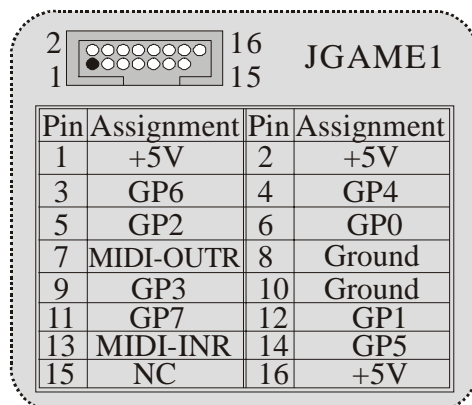 2 16 JGAME1
1 15
Pin Assignment Pin Assignment
1 +5V 2 +5V
3 GP6 4 GP4
5 GP2 6 GP0
7 MIDI-OUTR 8 Ground
9 GP3 10 Ground
11 GP7 12 GP1
13 MIDI-INR 14 GP5
15 NC 16 +5V